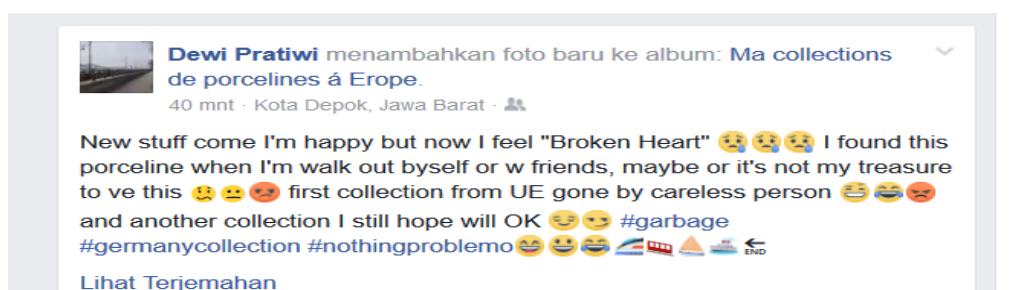 Dewi Pratiwi menambahkan foto baru ke album: Ma collections
de porcelines á Erope.
40 mnt · Kota Depok, Jawa Barat ·
New stuff come I'm happy but now I feel "Broken Heart" 😢😢😢 I found this
porceline when I'm walk out byself or w friends, maybe or it's not my treasure
to ve this 🤨😐😡 first collection from UE gone by careless person 😆😂😡
and another collection I still hope will OK 😉😏 #garbage
#germanycollection #nothingproblemo😄😀😂🚄🚃⛵🛥🔚
Lihat Terjemahan